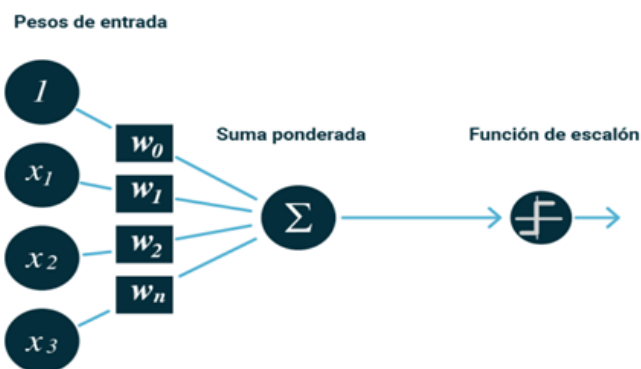 Pesos de entrada
1
w0
Suma ponderada
Función de escalón
x1
w1
Σ
x2
w2
wn
x3